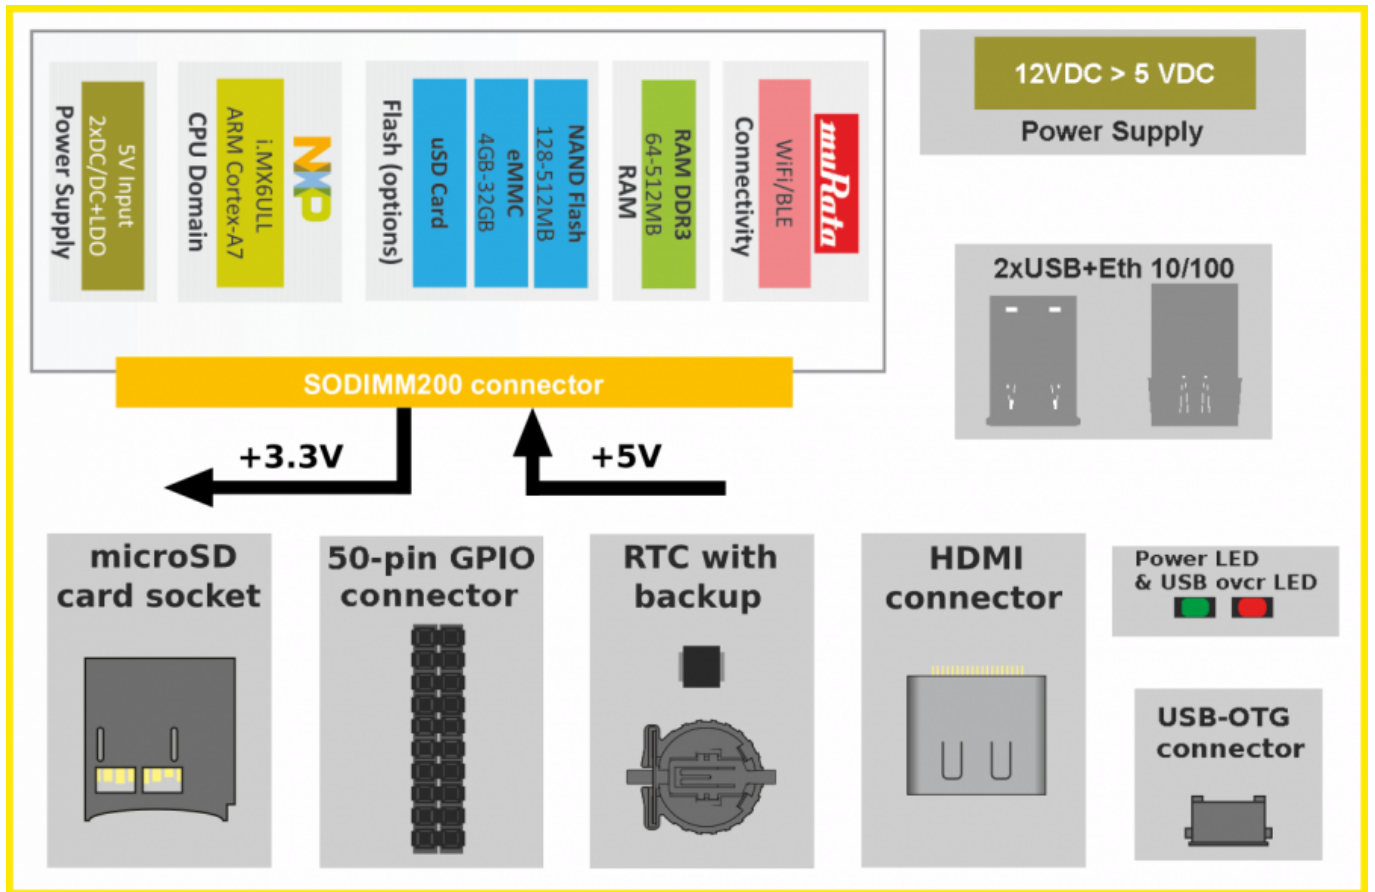 5V Input
2xDC/DC+LDO
Power Supply
NXP
i.MX6ULL
ARM Cortex-A7
CPU Domain
NAND Flash
128-512MB
eMMC
4GB-32GB
uSD Card
Flash (options)
RAM DDR3
64-512MB
RAM
muRata
WiFi/BLE
Connectivity
12VDC > 5 VDC
Power Supply
2xUSB+Eth 10/100
SODIMM200 connector
+3.3V
+5V
microSD
card socket
50-pin GPIO
connector
RTC with
backup
HDMI
connector
Power LED
& USB ovcr LED
USB-OTG
connector